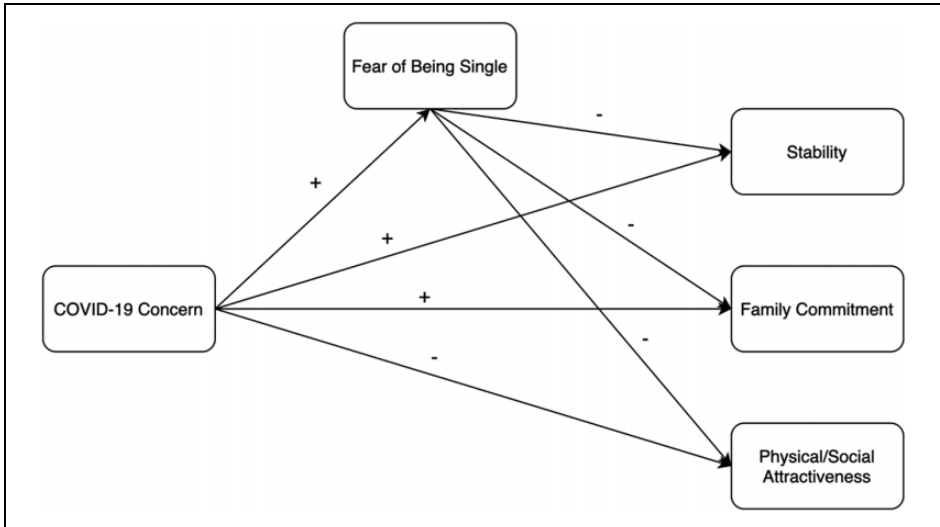 Fear of Being Single
-
Stability
+
+
-
COVID-19 Concern
+
Family Commitment
-
-
Physical/Social
Attractiveness